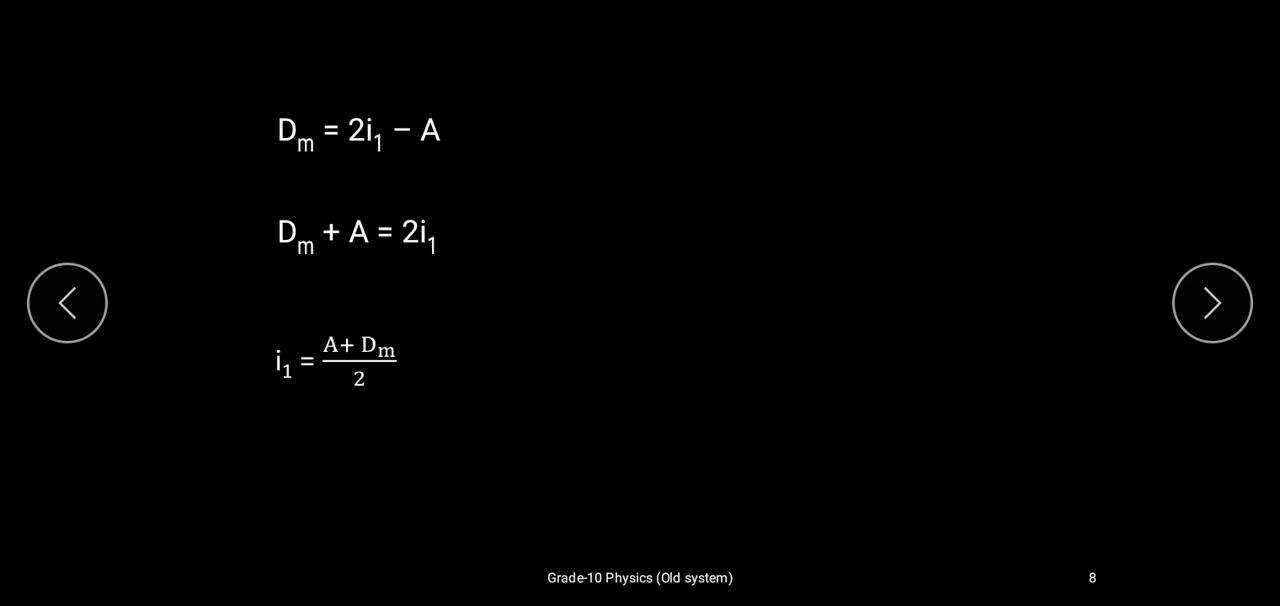 Dₘ = 2i₁ – A
Dₘ + A = 2i₁
i₁ = (A+ Dₘ)/2
Grade-10 Physics (Old system)
8